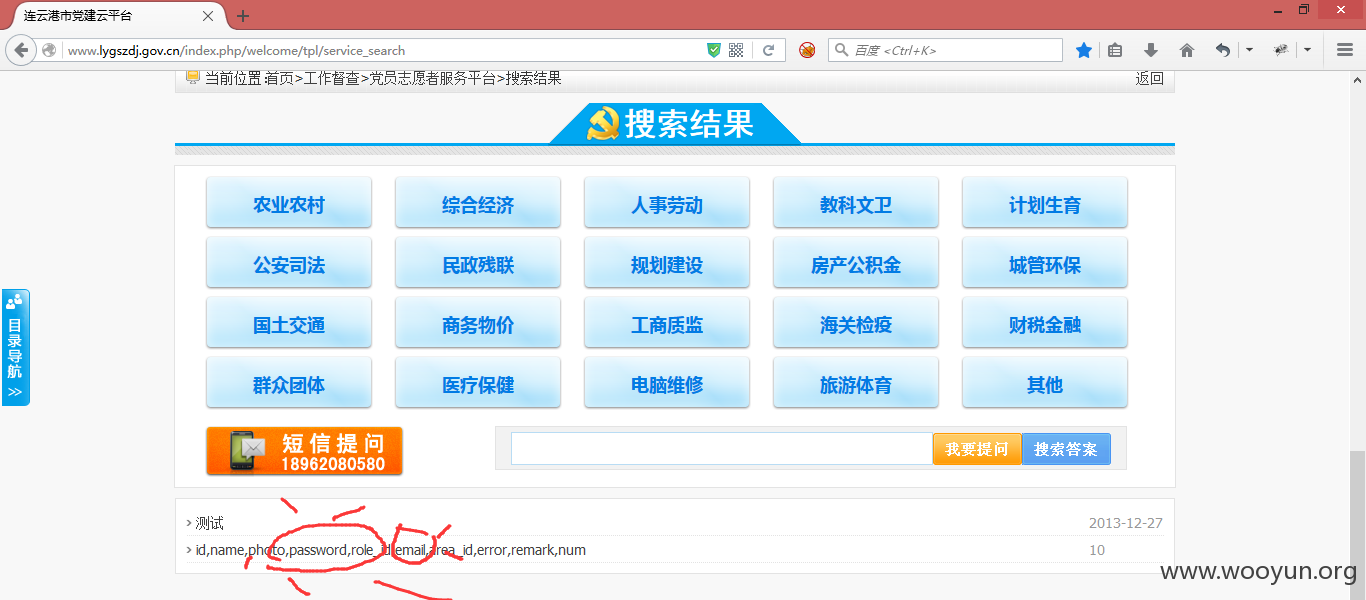 连云港市党建云平台
www.lygszdj.gov.cn/index.php/welcome/tpl/service_search
百度 <Ctrl+K>
当前位置:首页>工作督查>党员志愿者服务平台>搜索结果 返回
搜索结果
农业农村 综合经济 人事劳动 教科文卫 计划生育
公安司法 民政残联 规划建设 房产公积金 城管环保
国土交通 商务物价 工商质监 海关检疫 财税金融
群众团体 医疗保健 电脑维修 旅游体育 其他
目录导航 >>
短信提问
18962080580
我要提问 搜索答案
测试 2013-12-27
id,name,photo,password,role_id,email,area_id,error,remark,num 10
www.wooyun.org